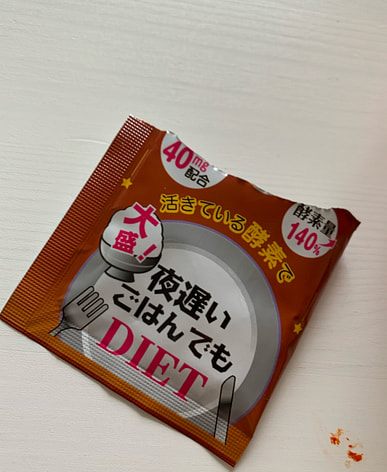 40mg
配合
酵素量
140%
活きている酵素で
大盛!
夜遅い
ごはんでも
DIET